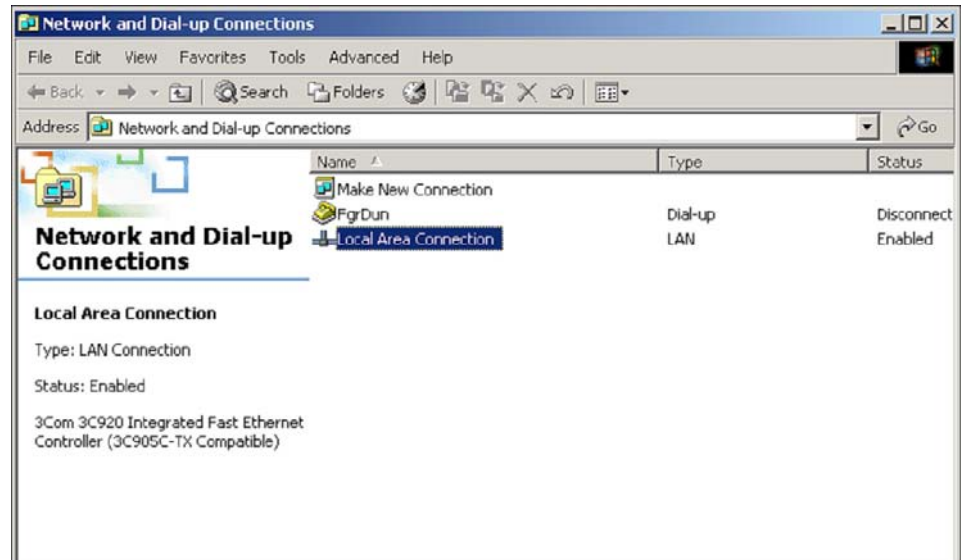 Network and Dial-up Connections
File Edit View Favorites Tools Advanced Help
Back Search Folders
Address Network and Dial-up Connections Go
Name Type Status
Make New Connection
FgrDun Dial-up Disconnect
Local Area Connection LAN Enabled
Network and Dial-up
Connections
Local Area Connection
Type: LAN Connection
Status: Enabled
3Com 3C920 Integrated Fast Ethernet
Controller (3C905C-TX Compatible)